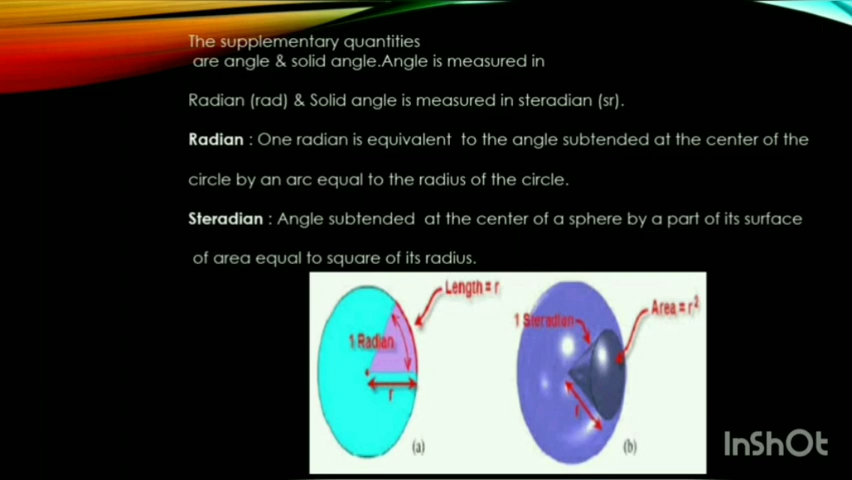 The supplementary quantities
are angle & solid angle.Angle is measured in
Radian (rad) & Solid angle is measured in steradian (sr).
Radian : One radian is equivalent to the angle subtended at the center of the
circle by an arc equal to the radius of the circle.
Steradian : Angle subtended at the center of a sphere by a part of its surface
of area equal to square of its radius.
Length = r
1 Radian
r
(a)
1 Steradian
Area = r²
r
(b)
InShOt